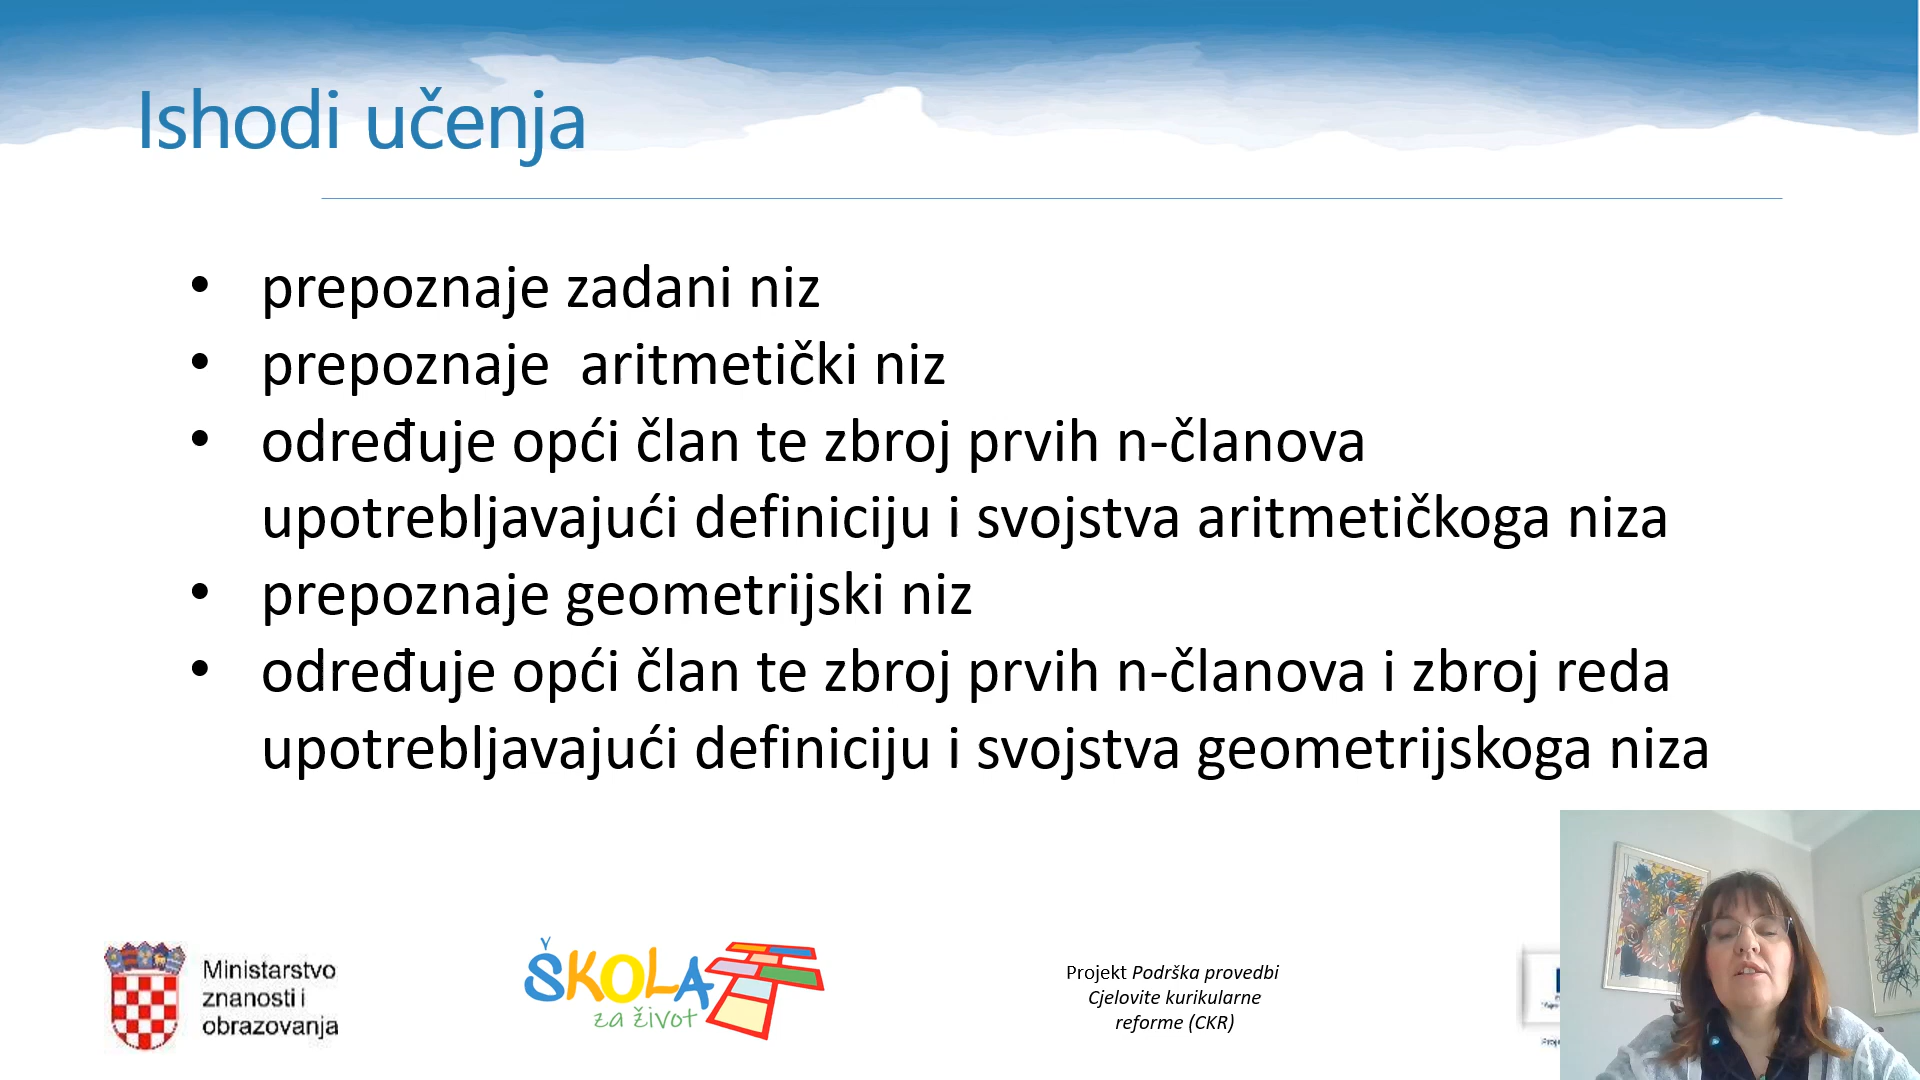 Ishodi učenja
• prepoznaje zadani niz
• prepoznaje  aritmetički niz
• određuje opći član te zbroj prvih n-članova
upotrebljavajući definiciju i svojstva aritmetičkoga niza
• prepoznaje geometrijski niz
• određuje opći član te zbroj prvih n-članova i zbroj reda
upotrebljavajući definiciju i svojstva geometrijskoga niza
Ministarstvo
znanosti i
obrazovanja
ŠKOLA
za život
Projekt Podrška provedbi
Cjelovite kurikularne
reforme (CKR)